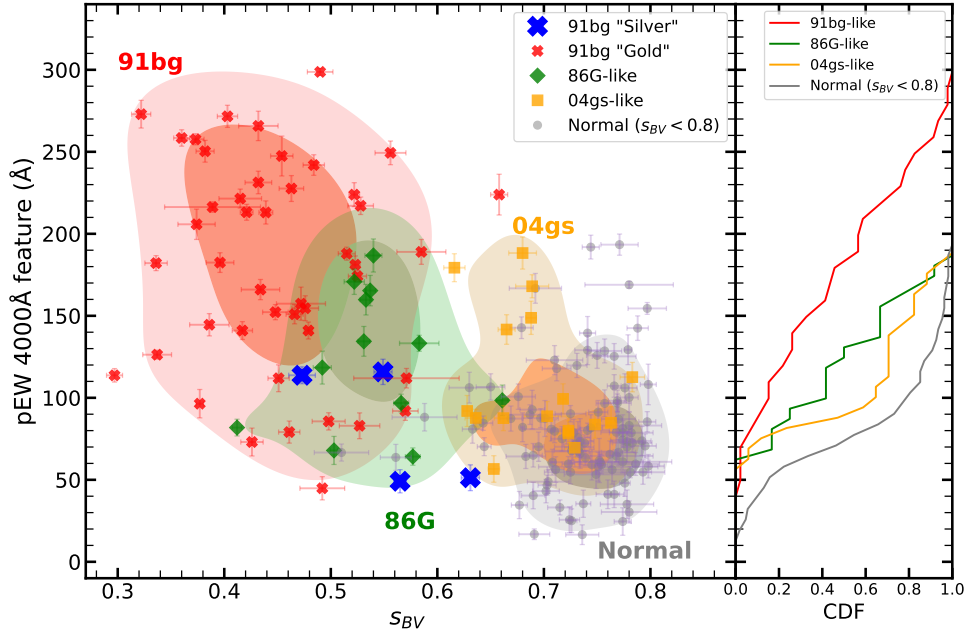 91bg
86G
04gs
Normal
91bg "Silver"
91bg "Gold"
86G-like
04gs-like
Normal (s_BV < 0.8)
pEW 4000Å feature (Å)
300
250
200
150
100
50
0
0.3
0.4
0.5
0.6
0.7
0.8
s_BV
91bg-like
86G-like
04gs-like
Normal (s_BV < 0.8)
0.0
0.2
0.4
0.6
0.8
1.0
CDF